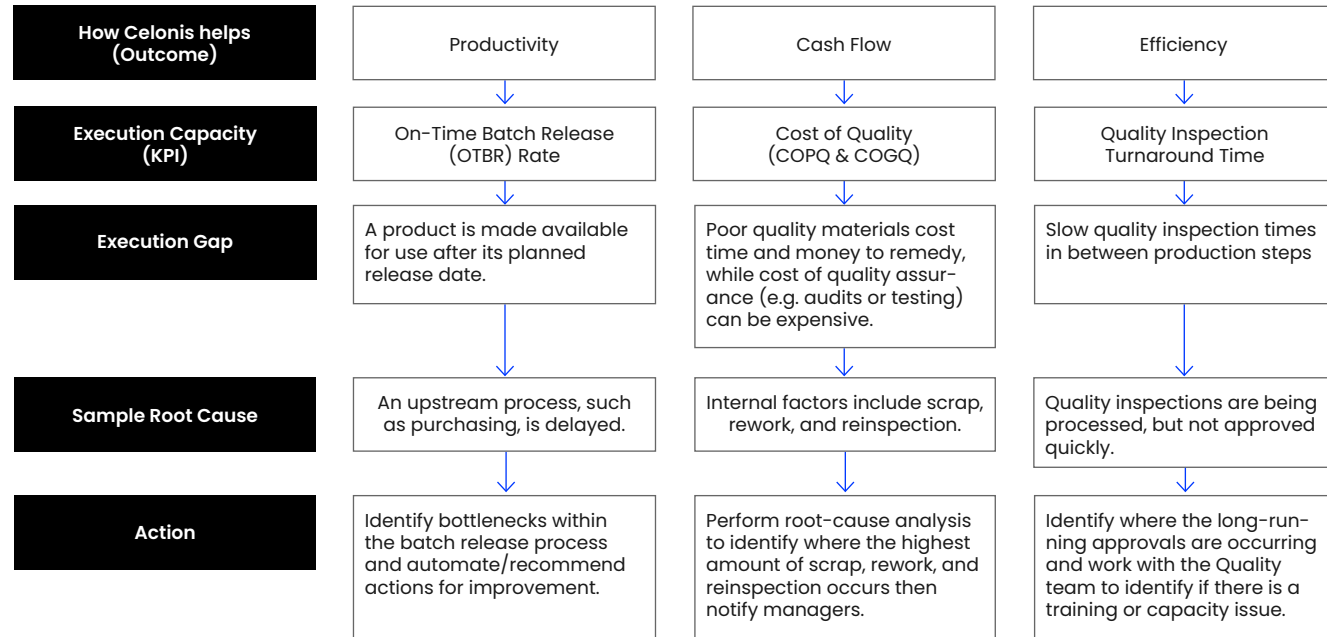 How Celonis helps
(Outcome)
Productivity
Cash Flow
Efficiency
Execution Capacity
(KPI)
On-Time Batch Release
(OTBR) Rate
Cost of Quality
(COPQ & COGQ)
Quality Inspection
Turnaround Time
Execution Gap
A product is made available
for use after its planned
release date.
Poor quality materials cost
time and money to remedy,
while cost of quality assur-
ance (e.g. audits or testing)
can be expensive.
Slow quality inspection times
in between production steps
Sample Root Cause
An upstream process, such
as purchasing, is delayed.
Internal factors include scrap,
rework, and reinspection.
Quality inspections are being
processed, but not approved
quickly.
Action
Identify bottlenecks within
the batch release process
and automate/recommend
actions for improvement.
Perform root-cause analysis
to identify where the highest
amount of scrap, rework, and
reinspection occurs then
notify managers.
Identify where the long-run-
ning approvals are occurring
and work with the Quality
team to identify if there is a
training or capacity issue.